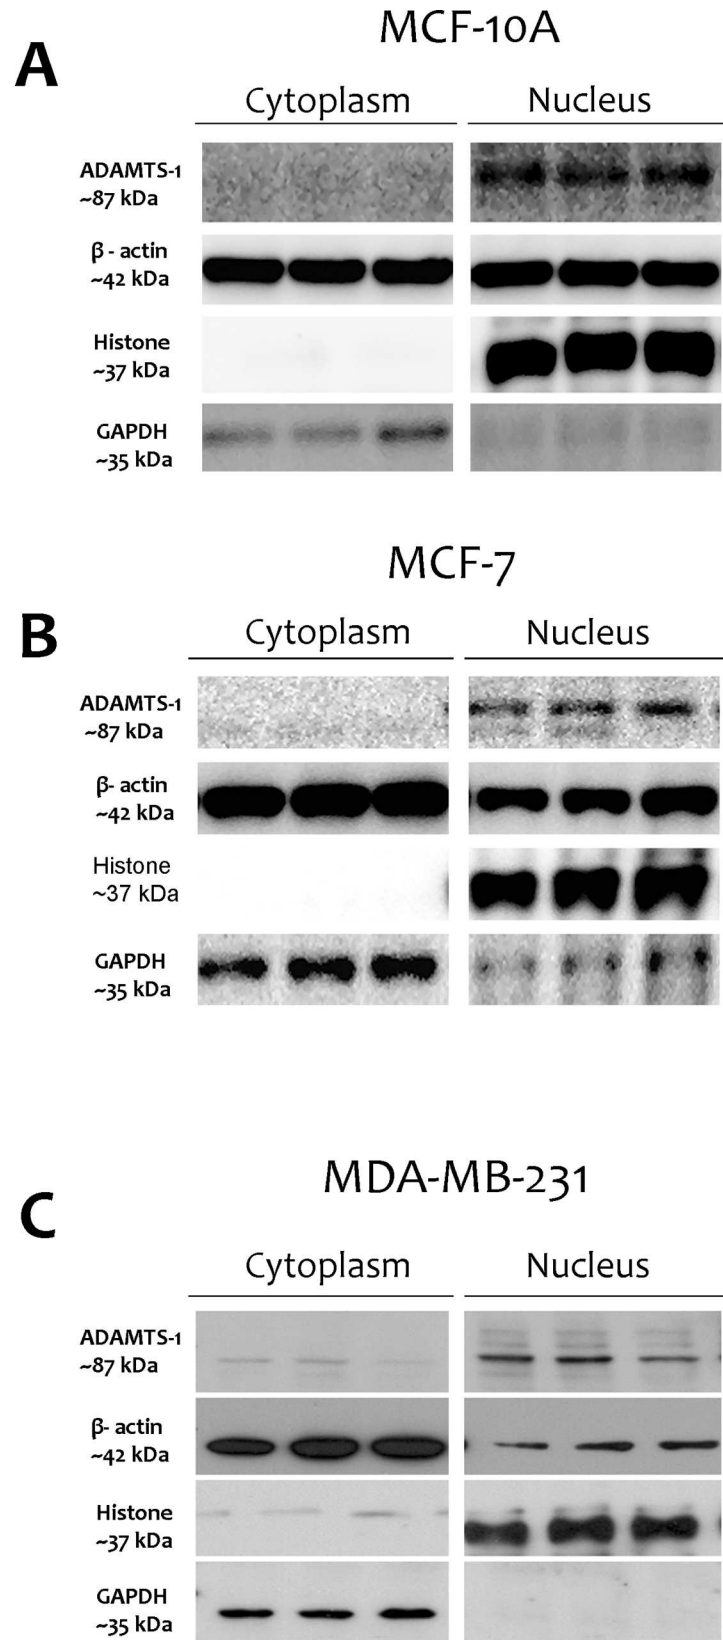 MCF-10A
A
Cytoplasm Nucleus
ADAMTS-1
~87 kDa
β - actin
~42 kDa
Histone
~37 kDa
GAPDH
~35 kDa
MCF-7
B
Cytoplasm Nucleus
ADAMTS-1
~87 kDa
β- actin
~42 kDa
Histone
~37 kDa
GAPDH
~35 kDa
MDA-MB-231
C
Cytoplasm Nucleus
ADAMTS-1
~87 kDa
β- actin
~42 kDa
Histone
~37 kDa
GAPDH
~35 kDa